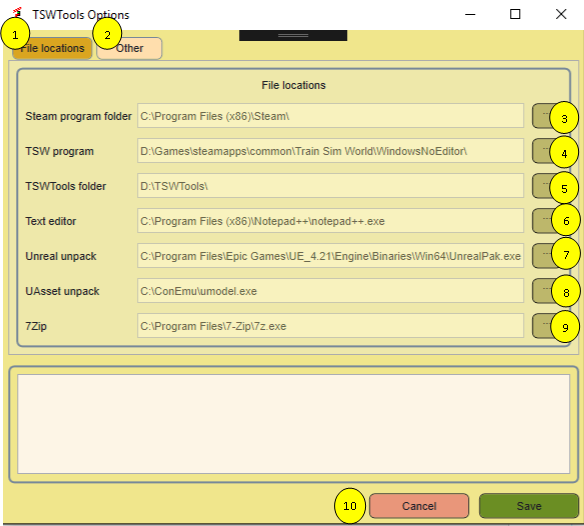 TSWTools Options
1 File locations 2 Other
File locations
Steam program folder C:\Program Files (x86)\Steam\ ... 3
TSW program D:\Games\steamapps\common\Train Sim World\WindowsNoEditor\ ... 4
TSWTools folder D:\TSWTools\ ... 5
Text editor C:\Program Files (x86)\Notepad++\notepad++.exe ... 6
Unreal unpack C:\Program Files\Epic Games\UE_4.21\Engine\Binaries\Win64\UnrealPak.exe ... 7
UAsset unpack C:\ConEmu\umodel.exe ... 8
7Zip C:\Program Files\7-Zip\7z.exe ... 9
10 Cancel Save